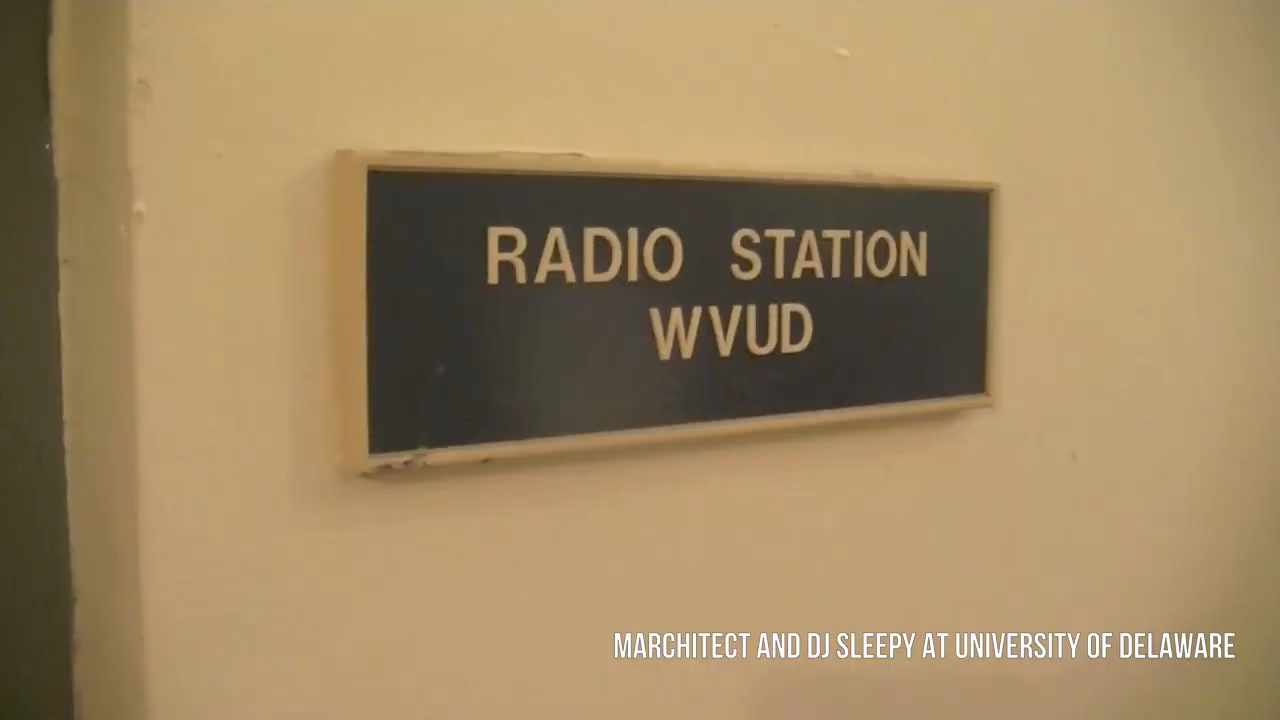 RADIO STATION
WVUD
MARCHITECT AND DJ SLEEPY AT UNIVERSITY OF DELAWARE